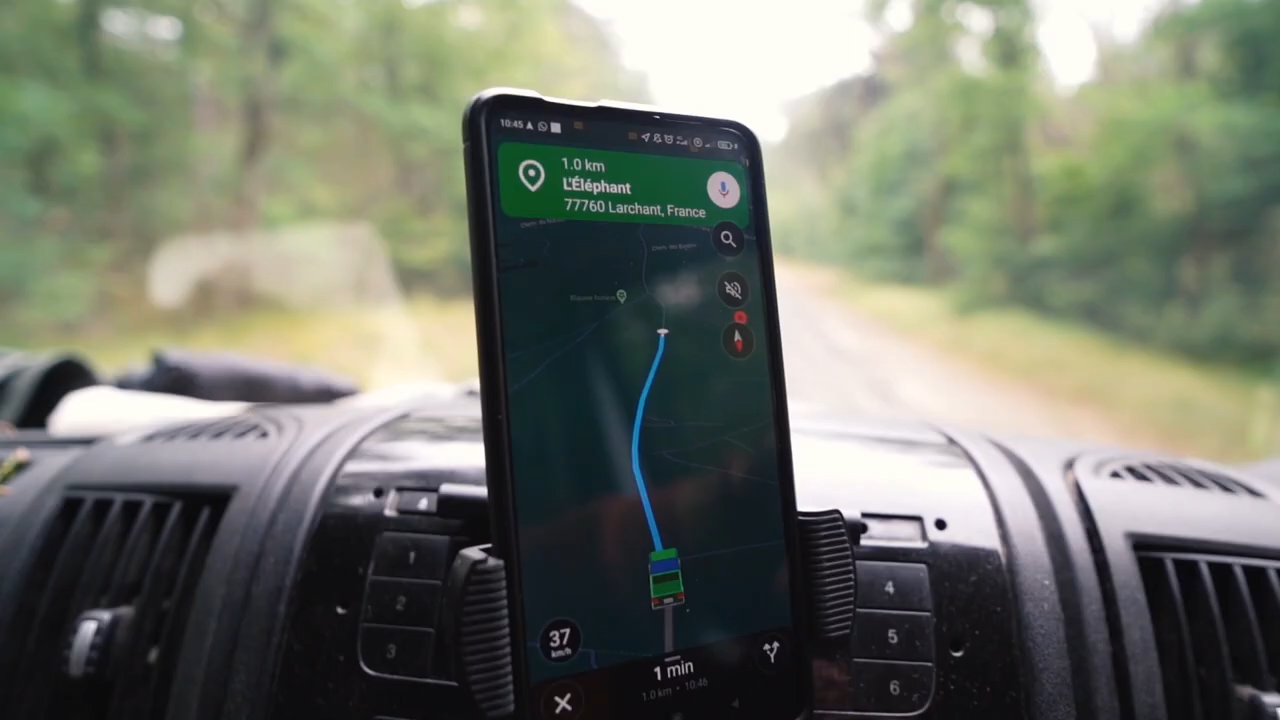 10:45
1.0 km
L'Éléphant
77760 Larchant, France
37
km/h
1 min
1.0 km • 10:46
1
2
3
4
5
6